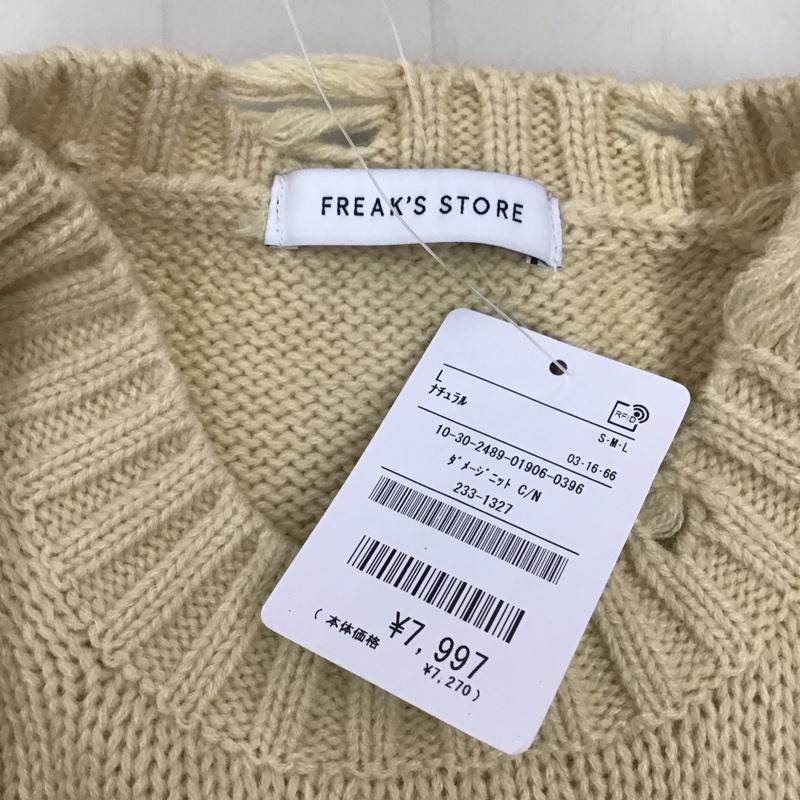 FREAK'S STORE
L
ナチュラル
RFID
S·M·L
10-30-2489-01906-0396
03·16·66
ﾀﾞﾒｰｼﾞﾆｯﾄ C/N
233-1327
¥7,997
( 本体価格 ¥7,270)